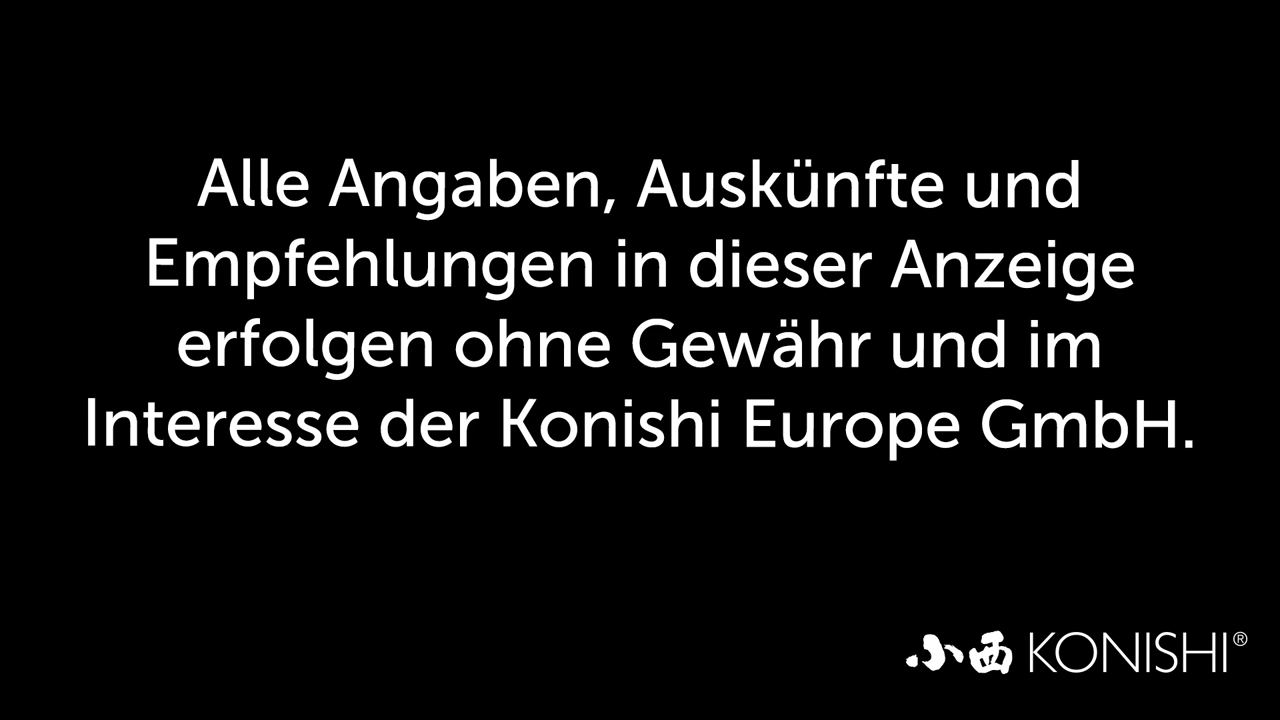 Alle Angaben, Auskünfte und
Empfehlungen in dieser Anzeige
erfolgen ohne Gewähr und im
Interesse der Konishi Europe GmbH.
小西 KONISHI®